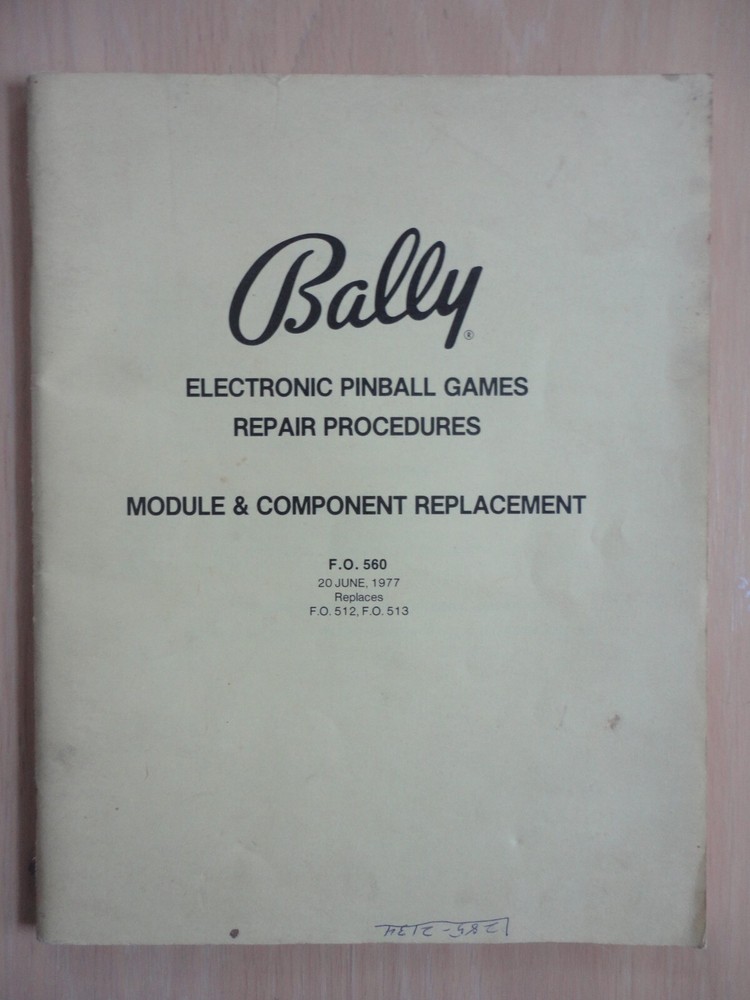 Bally®
ELECTRONIC PINBALL GAMES
REPAIR PROCEDURES
MODULE & COMPONENT REPLACEMENT
F.O. 560
20 JUNE, 1977
Replaces
F.O. 512, F.O. 513